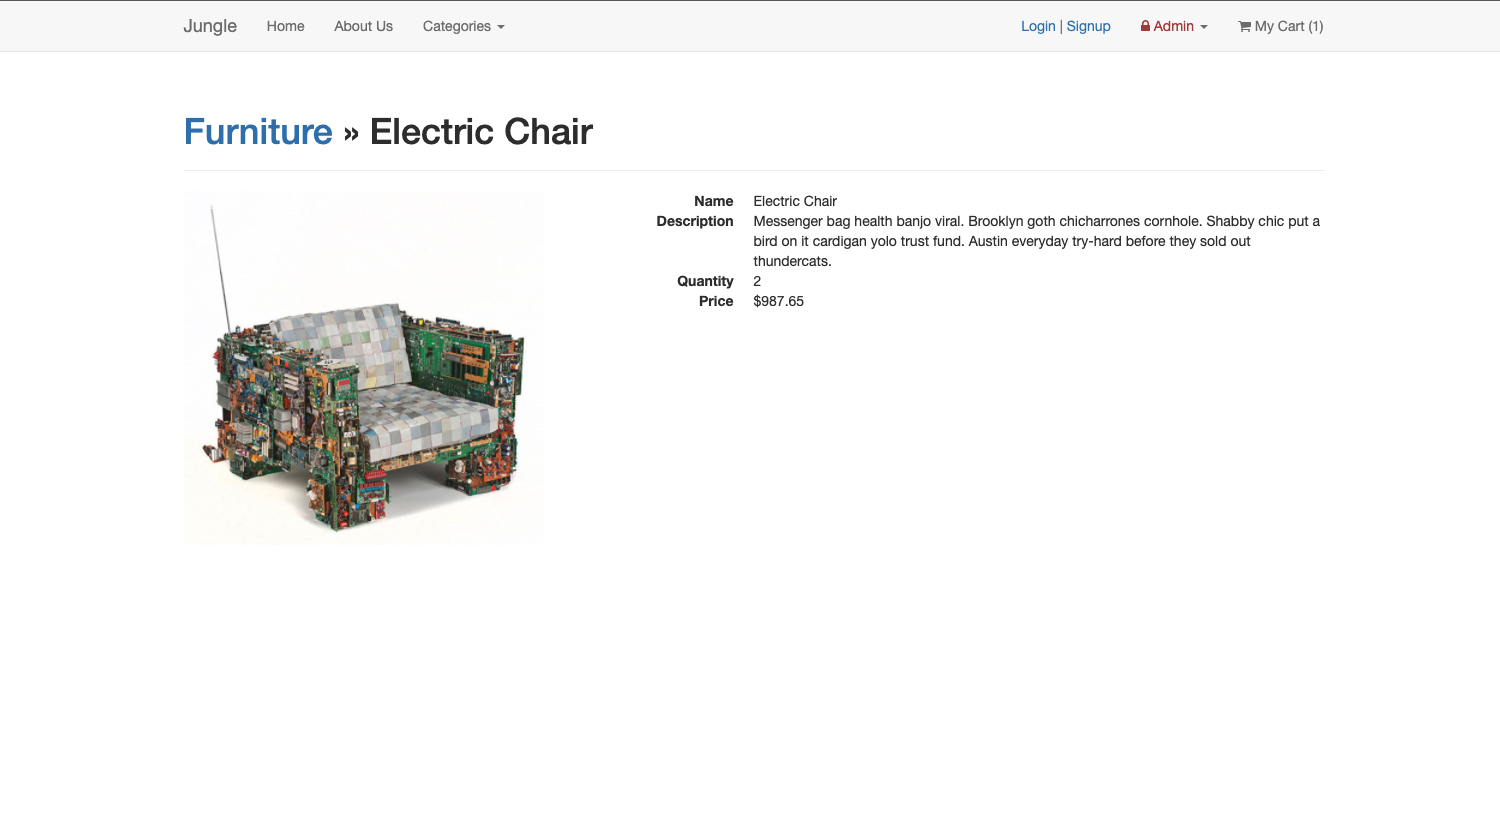 Jungle Home About Us Categories Login | Signup Admin My Cart (1)
Furniture » Electric Chair
Name Electric Chair
Description Messenger bag health banjo viral. Brooklyn goth chicharrones cornhole. Shabby chic put a
bird on it cardigan yolo trust fund. Austin everyday try-hard before they sold out
thundercats.
Quantity 2
Price $987.65